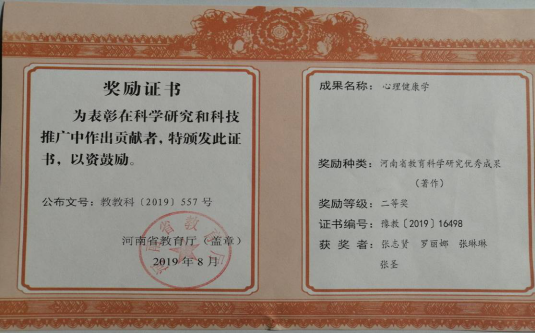 奖励证书
为表彰在科学研究和科技
推广中作出贡献者，特颁发此证
书，以资鼓励。
公布文号：教教科〔2019〕557号
河南省教育厅（盖章）
2019年8月
成果名称：心理健康学
奖励种类：河南省教育科学研究优秀成果
（著作）
奖励等级：二等奖
证书编号：豫教〔2019〕16498
获奖者：张志贤 罗丽娜 张琳琳
张圣